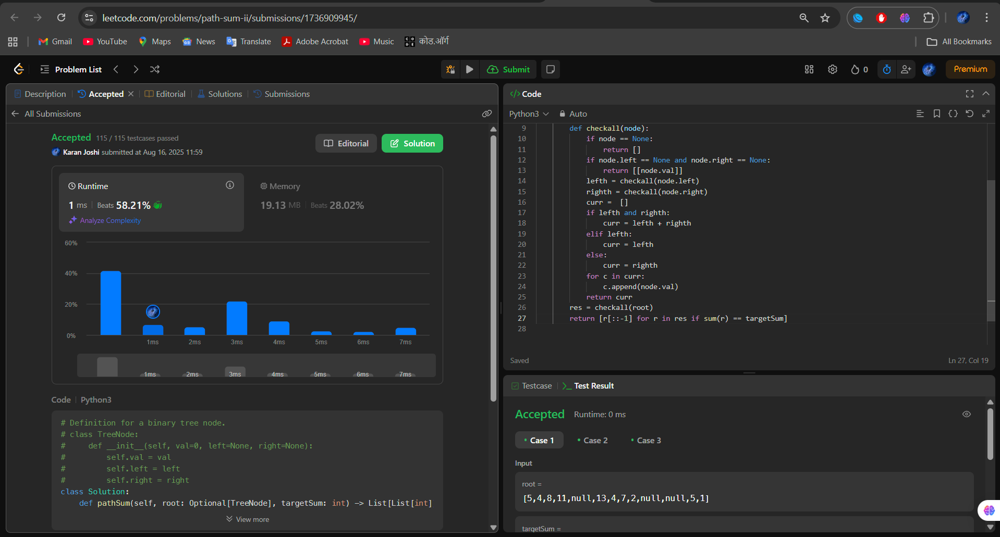 leetcode.com/problems/path-sum-ii/submissions/1736909945/
Gmail YouTube Maps News Translate Adobe Acrobat Music कोड.ऑर्ग All Bookmarks
Problem List Submit 0 Premium
Description Accepted Editorial Solutions Submissions
All Submissions
Accepted 115 / 115 testcases passed
Karan Joshi submitted at Aug 16, 2025 11:59
Editorial Solution
Runtime
1 ms Beats 58.21%
Analyze Complexity
Memory
19.13 MB Beats 28.02%
60%
40%
20%
0%
1ms 2ms 3ms 4ms 5ms 6ms 7ms
1ms 2ms 3ms 4ms 5ms 6ms 7ms
Code Python3
# Definition for a binary tree node.
# class TreeNode:
#     def __init__(self, val=0, left=None, right=None):
#         self.val = val
#         self.left = left
#         self.right = right
class Solution:
    def pathSum(self, root: Optional[TreeNode], targetSum: int) -> List[List[int]
View more
</> Code
Python3 Auto
9 def checkall(node):
10     if node == None:
11         return []
12     if node.left == None and node.right == None:
13         return [[node.val]]
14     lefth = checkall(node.left)
15     righth = checkall(node.right)
16     curr =  []
17     if lefth and righth:
18         curr = lefth + righth
19     elif lefth:
20         curr = lefth
21     else:
22         curr = righth
23     for c in curr:
24         c.append(node.val)
25     return curr
26 res = checkall(root)
27 return [r[::-1] for r in res if sum(r) == targetSum]
28
Saved Ln 27, Col 19
Testcase Test Result
Accepted Runtime: 0 ms
Case 1 Case 2 Case 3
Input
root =
[5,4,8,11,null,13,4,7,2,null,null,5,1]
targetSum =